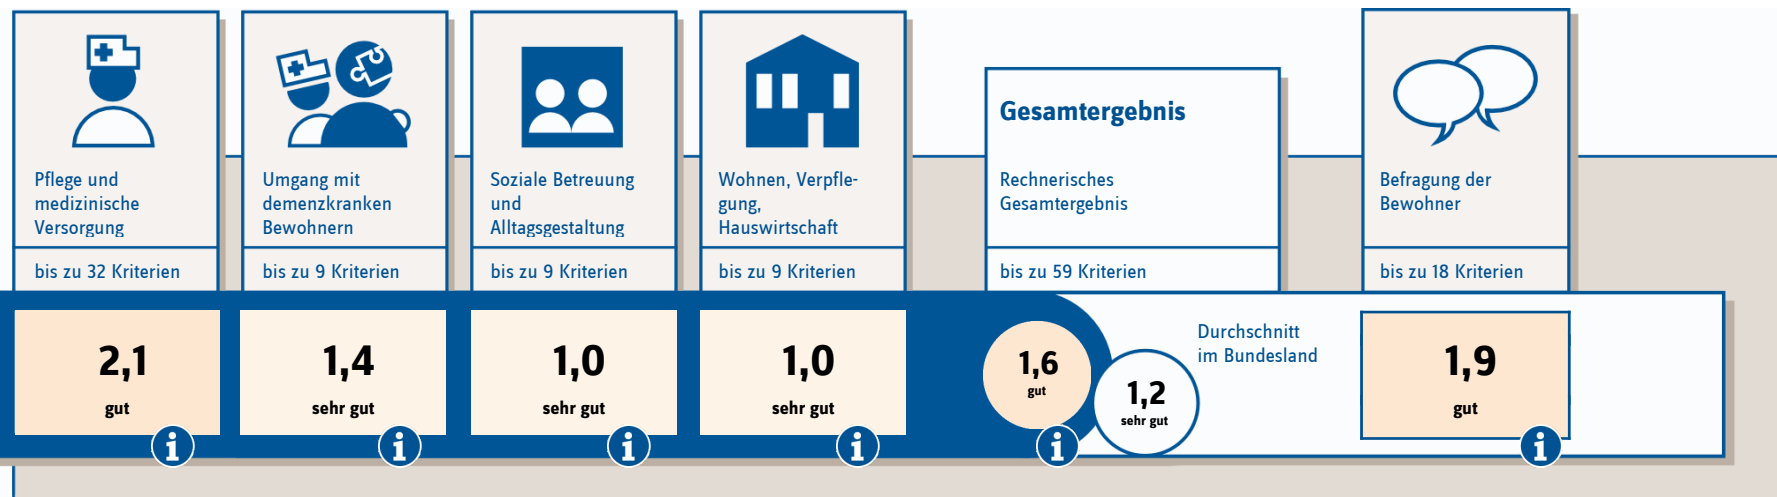 Pflege und
medizinische
Versorgung
bis zu 32 Kriterien
2,1
gut
i
Umgang mit
demenzkranken
Bewohnern
bis zu 9 Kriterien
1,4
sehr gut
i
Soziale Betreuung
und
Alltagsgestaltung
bis zu 9 Kriterien
1,0
sehr gut
i
Wohnen, Verpfle-
gung,
Hauswirtschaft
bis zu 9 Kriterien
1,0
sehr gut
i
Gesamtergebnis
Rechnerisches
Gesamtergebnis
bis zu 59 Kriterien
1,6
gut
i
1,2
sehr gut
Durchschnitt
im Bundesland
Befragung der
Bewohner
bis zu 18 Kriterien
1,9
gut
i